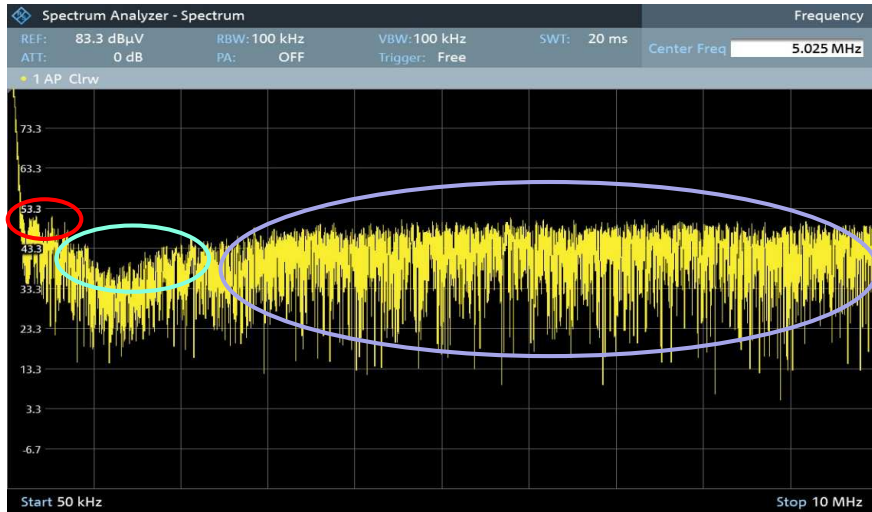 Spectrum Analyzer - Spectrum
Frequency
REF: 83.3 dBµV RBW: 100 kHz VBW: 100 kHz SWT: 20 ms
ATT: 0 dB PA: OFF Trigger: Free
Center Freq 5.025 MHz
1 AP Clrw
73.3
63.3
53.3
43.3
33.3
23.3
13.3
3.3
-6.7
Start 50 kHz
Stop 10 MHz